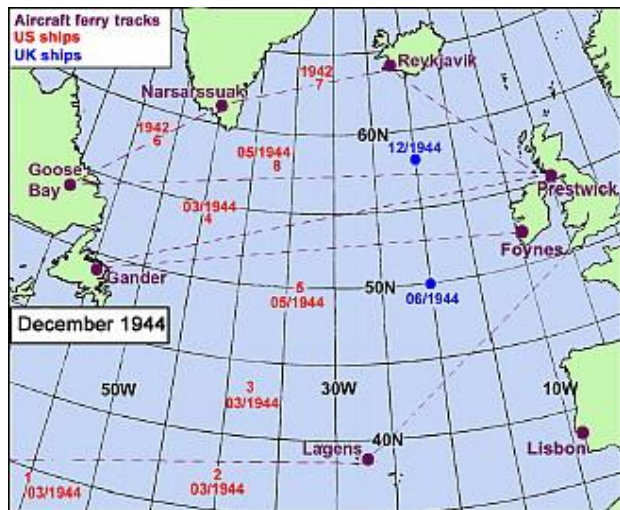 Aircraft ferry tracks
US ships
UK ships
Reykjavik
1942
7
Narsarssuak
1942
6
60N
05/1944
8
12/1944
Goose
Bay
Prestwick
03/1944
4
Foynes
Gander
5
05/1944
50N
06/1944
December 1944
50W
3
03/1944
30W
10W
Lagens
40N
Lisbon
1
03/1944
2
03/1944